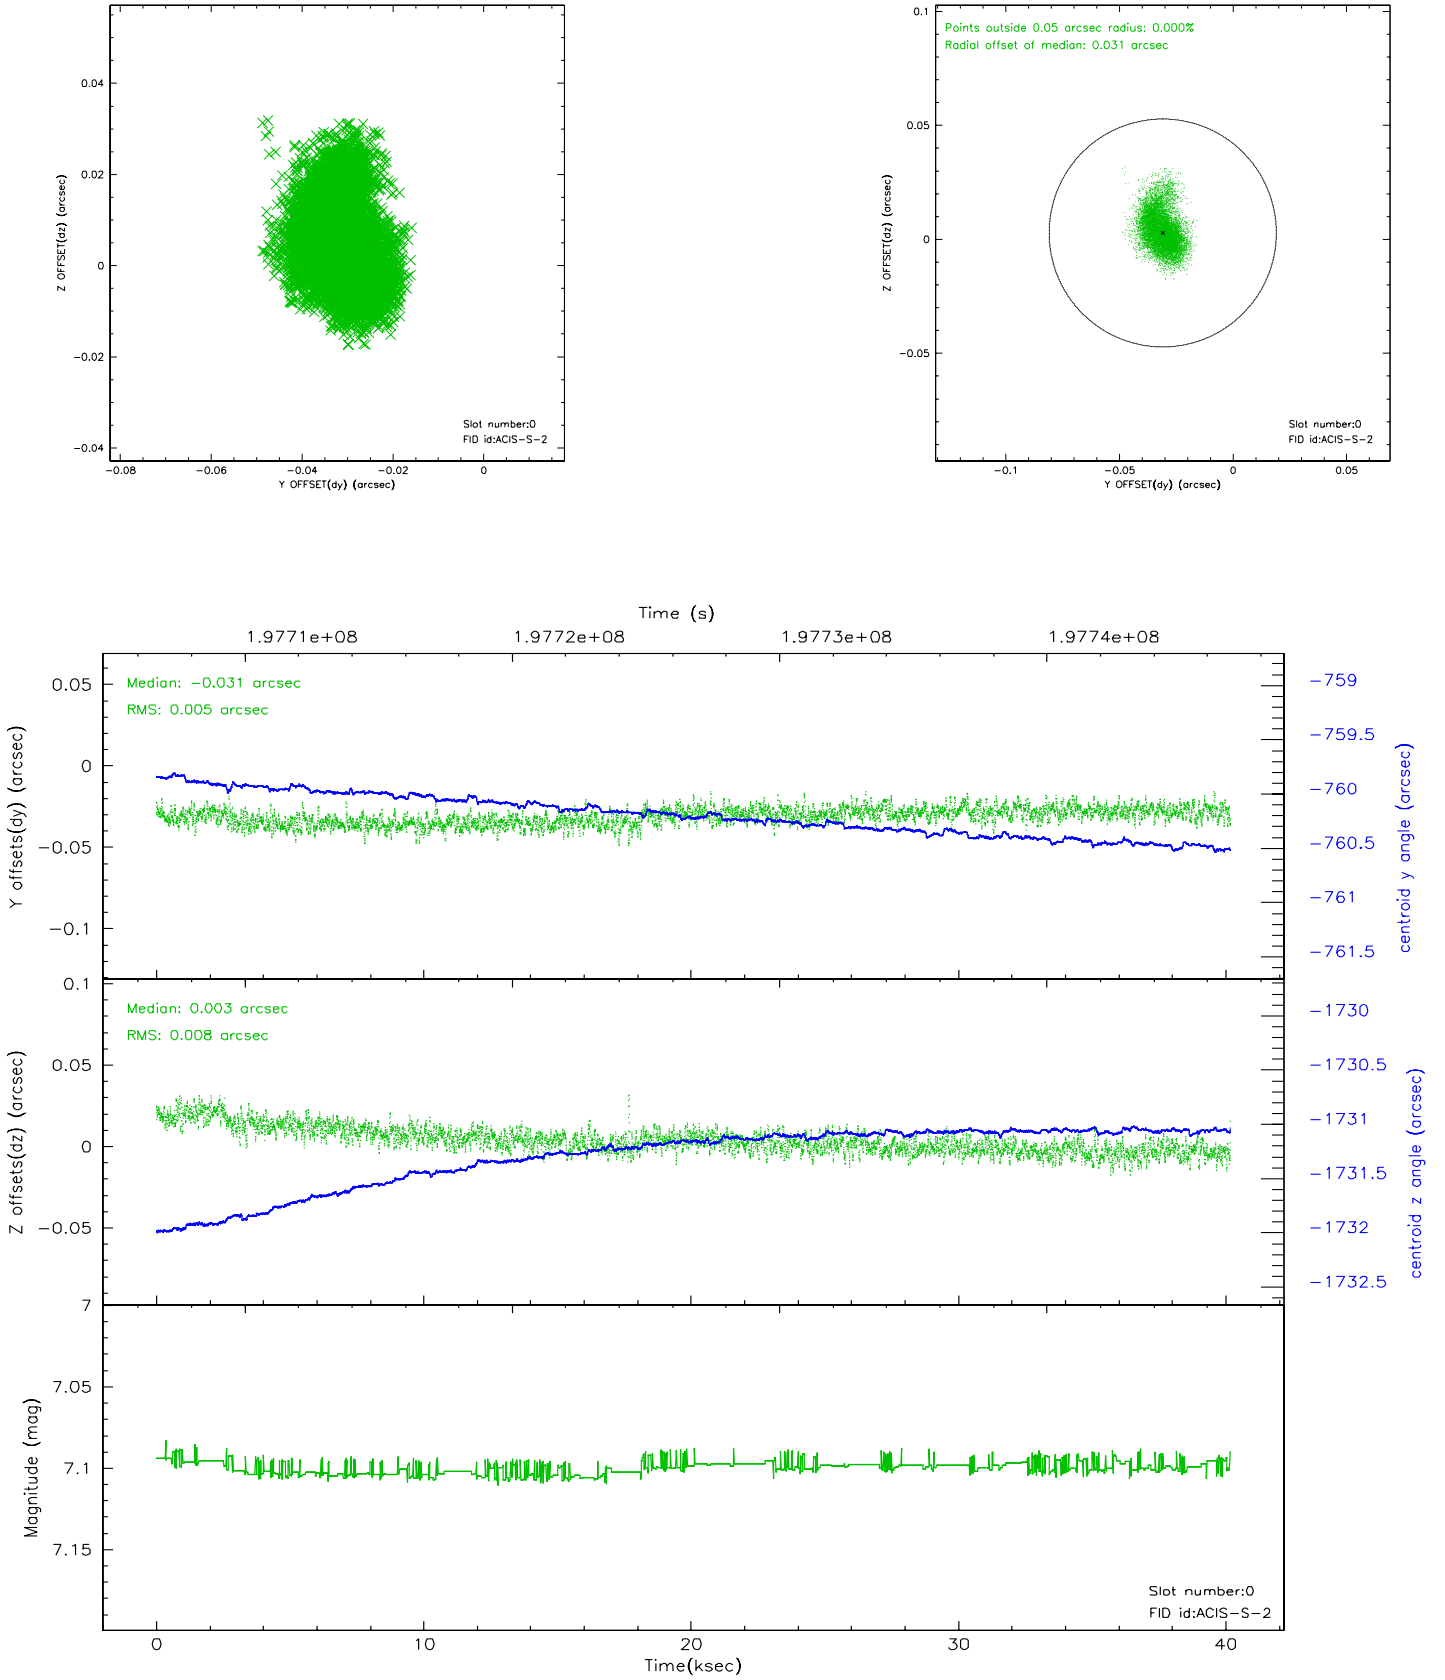 0.04
0.02
0
−0.02
−0.04
Z OFFSET(dz) (arcsec)
Slot number:0
FID id:ACIS−S−2
−0.08 −0.06 −0.04 −0.02 0
Y OFFSET(dy) (arcsec)
0.1
0.05
0
−0.05
Z OFFSET(dz) (arcsec)
Points outside 0.05 arcsec radius: 0.000%
Radial offset of median: 0.031 arcsec
Slot number:0
FID id:ACIS−S−2
−0.1 −0.05 0 0.05
Y OFFSET(dy) (arcsec)
Time (s)
1.9771e+08 1.9772e+08 1.9773e+08 1.9774e+08
0.05
0
−0.05
−0.1
Y offsets(dy) (arcsec)
Median: −0.031 arcsec
RMS: 0.005 arcsec
−759
−759.5
−760
−760.5
−761
−761.5
centroid y angle (arcsec)
0.1
0.05
0
−0.05
Z offsets(dz) (arcsec)
Median: 0.003 arcsec
RMS: 0.008 arcsec
−1730
−1730.5
−1731
−1731.5
−1732
−1732.5
centroid z angle (arcsec)
7
7.05
7.1
7.15
Magnitude (mag)
Slot number:0
FID id:ACIS−S−2
0 10 20 30 40
Time(ksec)